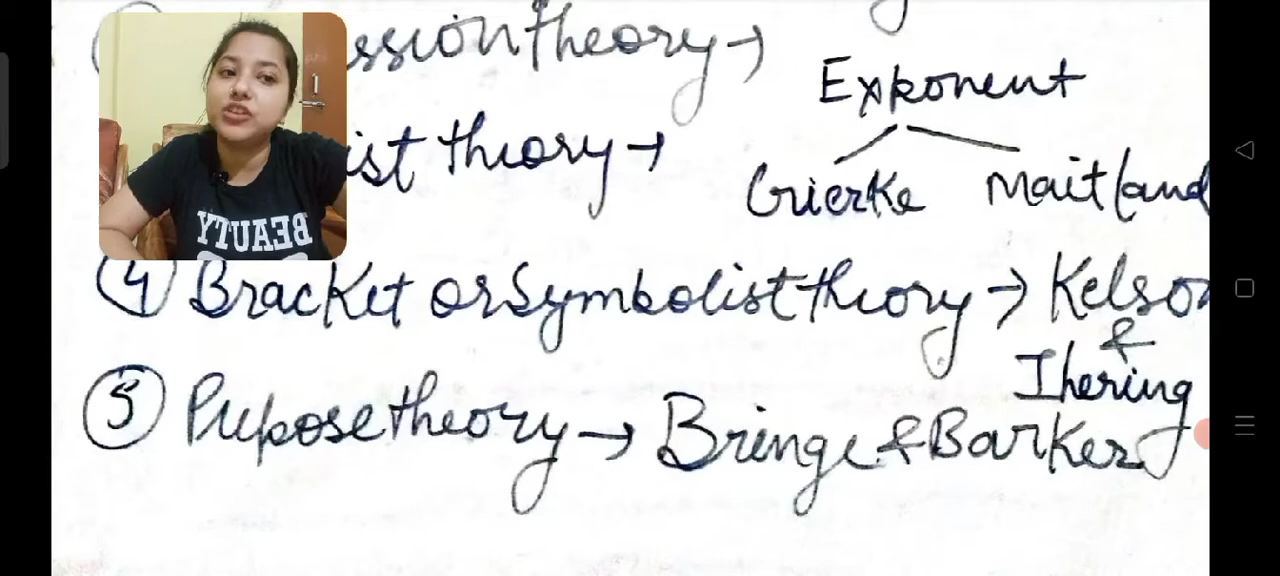 ssion theory →
Exponent
ist theory →
Grierke Maitland
④ Bracket or Symbolist theory → Kelson
& Ihering
⑤ Purpose theory → Bringe & Barker
BEAUTY